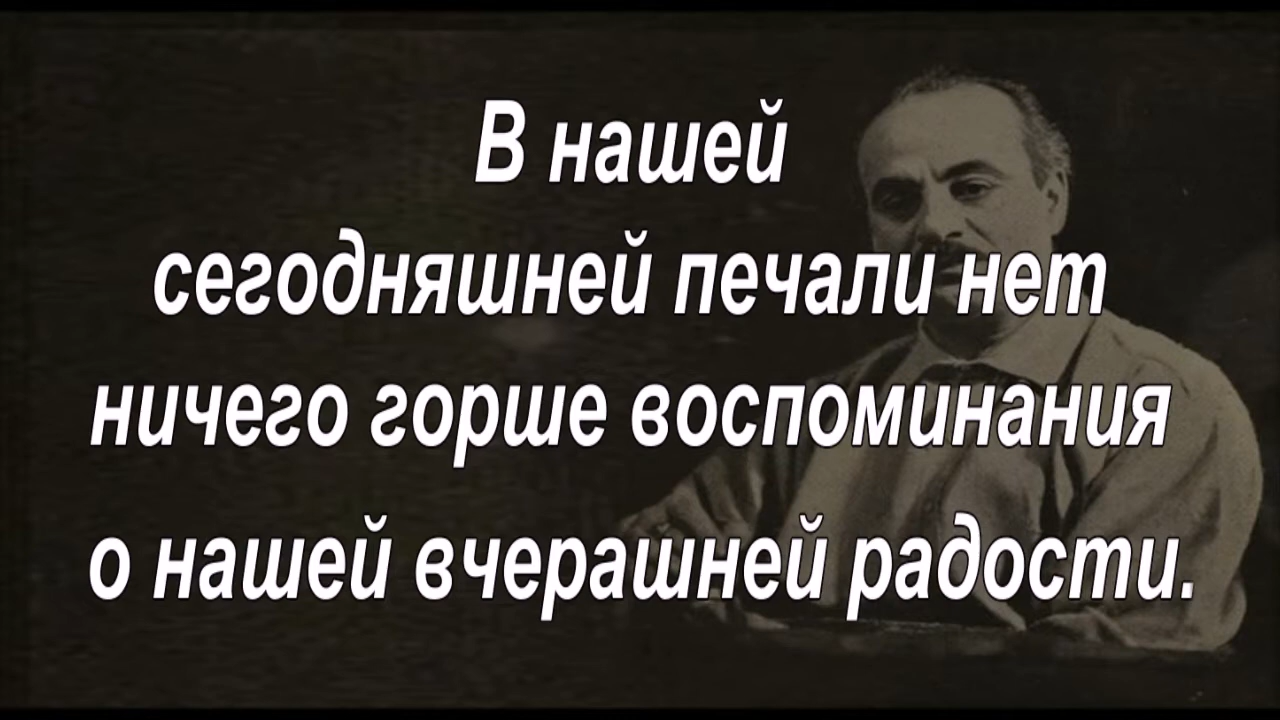 В нашей
сегодняшней печали нет
ничего горше воспоминания
о нашей вчерашней радости.